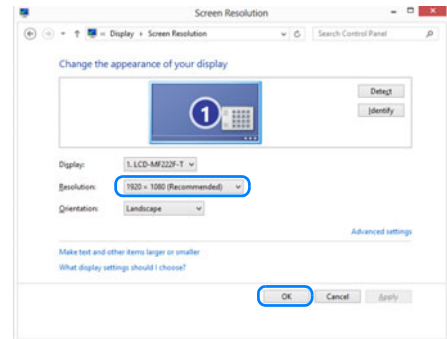 Screen Resolution
Display ▸ Screen Resolution
Search Control Panel
Change the appearance of your display
1
Detect
Identify
Display: 1. LCD-MF222F-T
Resolution: 1920 × 1080 (Recommended)
Orientation: Landscape
Advanced settings
Make text and other items larger or smaller
What display settings should I choose?
OK Cancel Apply